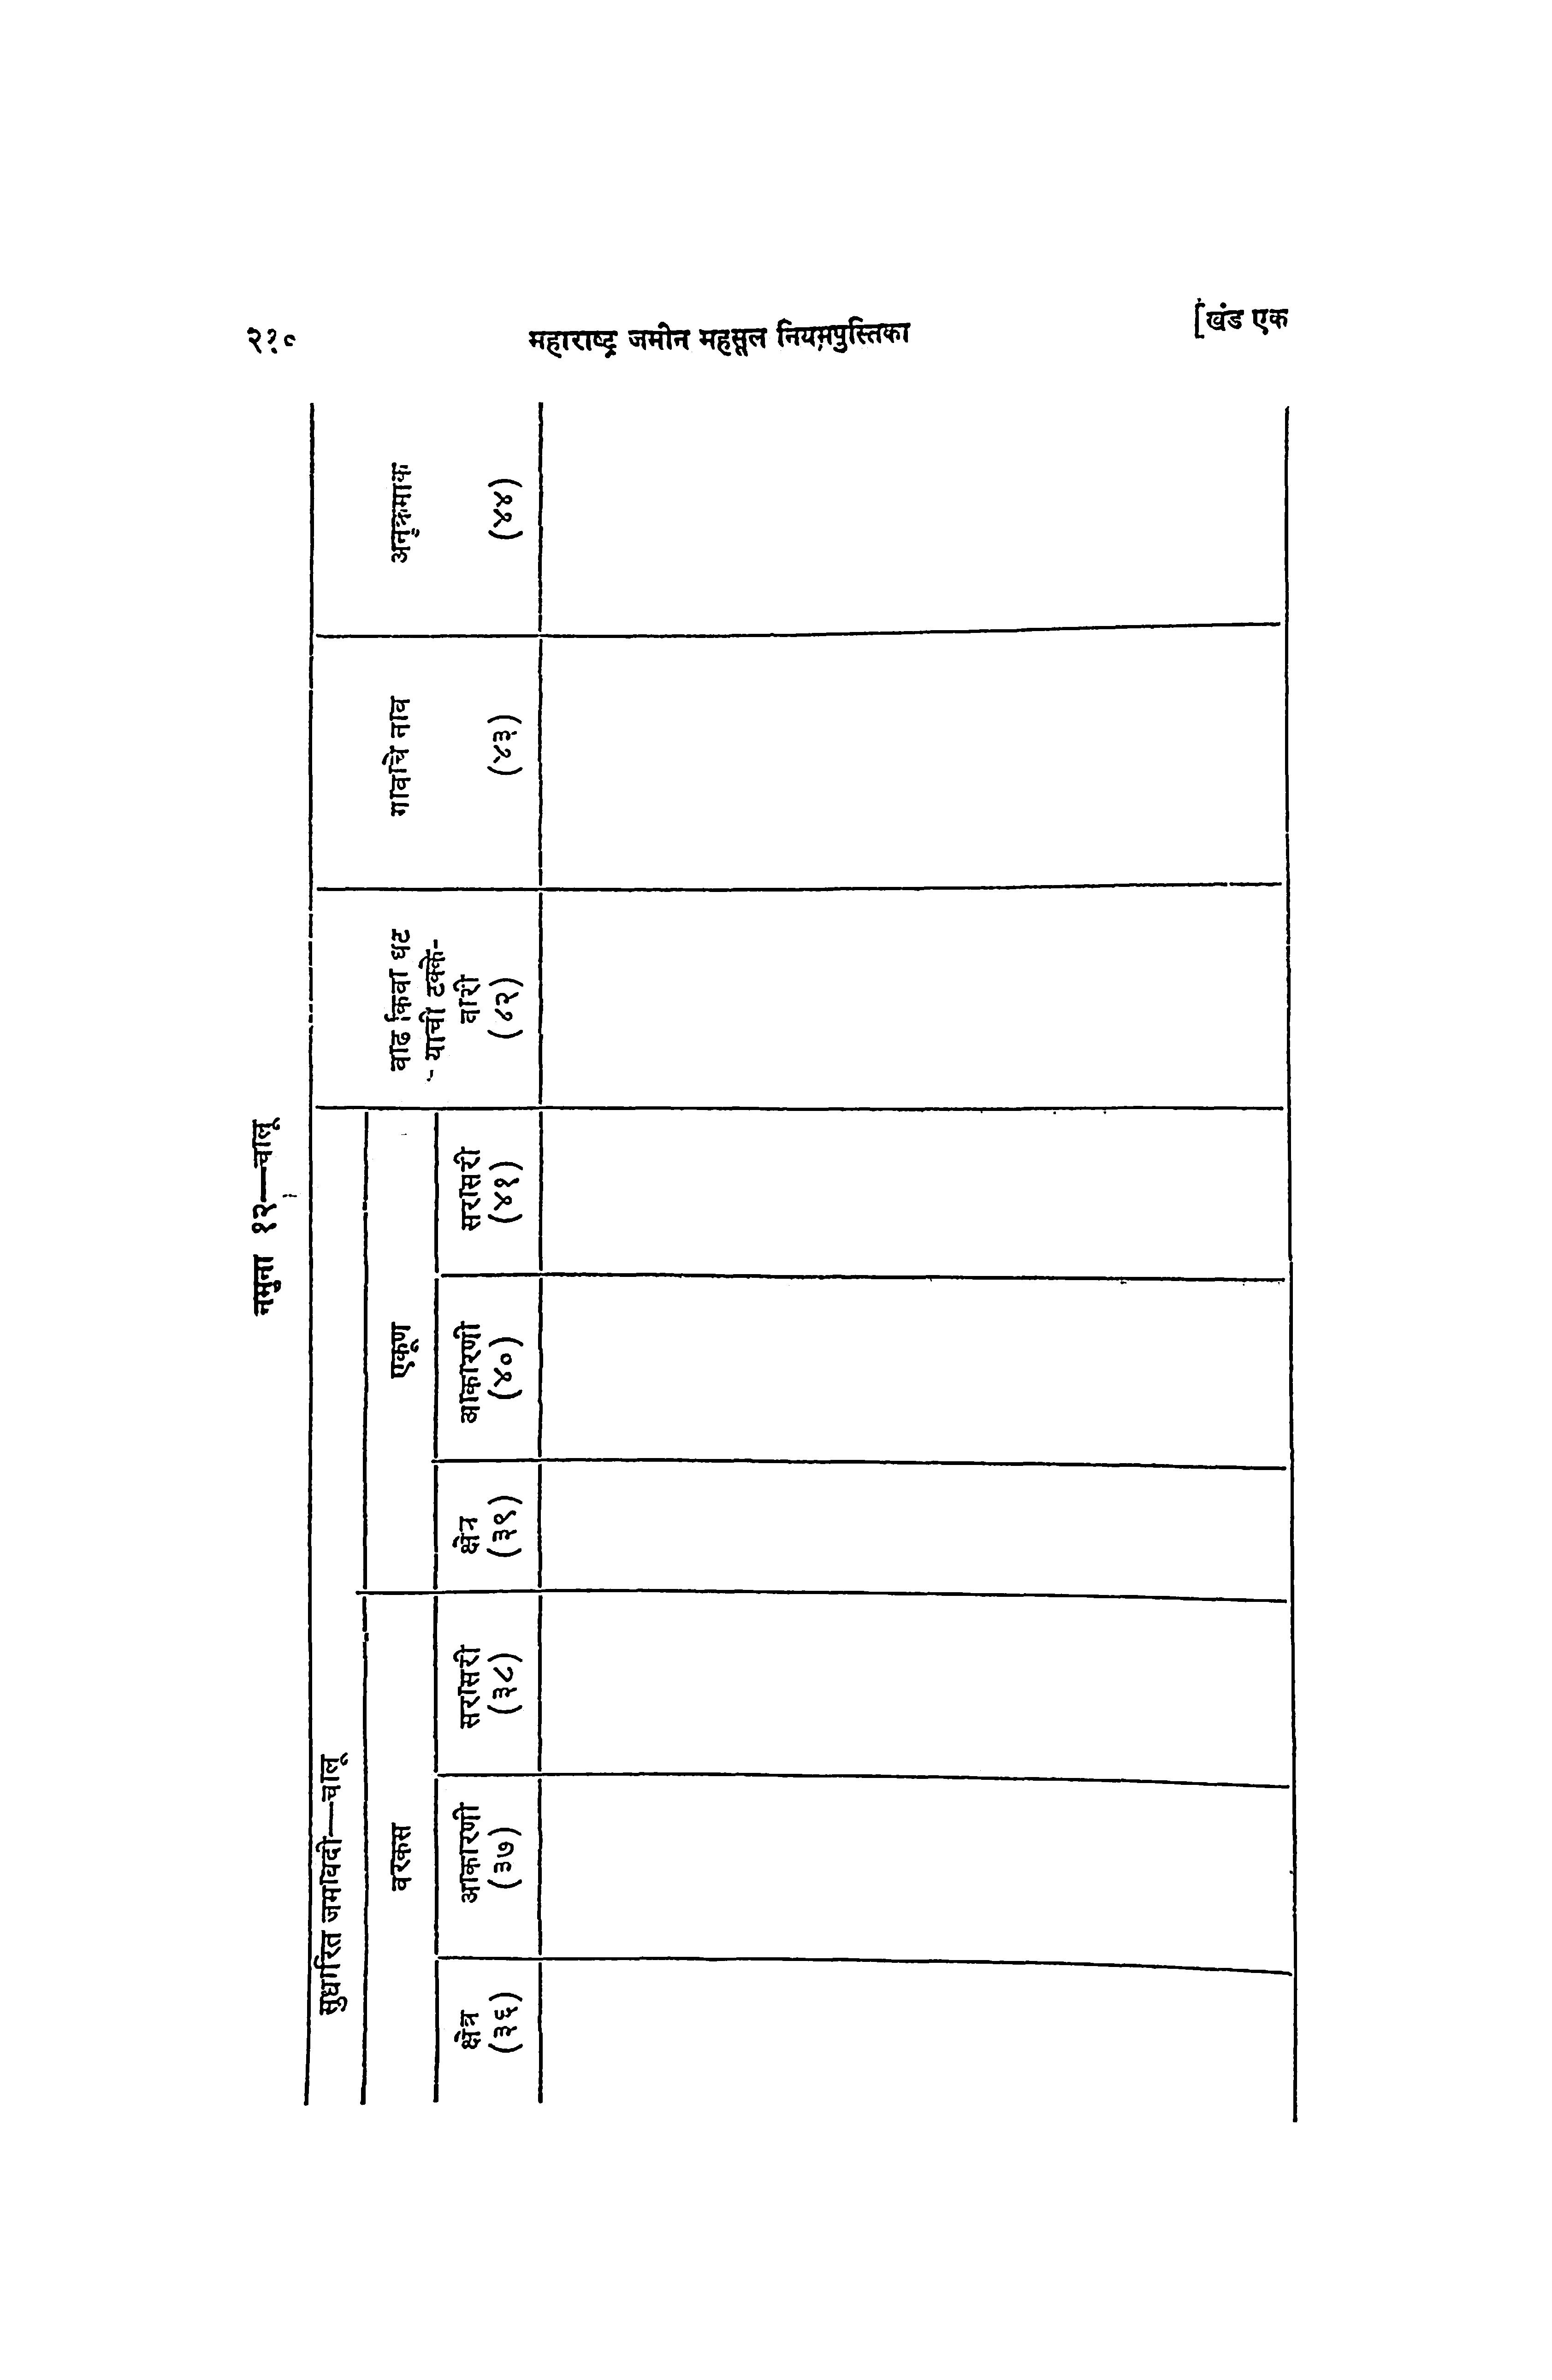 २१० महाराष्ट्र जमीन महसूल नियमपुस्तिका [खंड एक
नमुना १२—चालू
सुधारित जमाबंदी—चालू
वरकस
एकूण
क्षेत्र
(३६)
आकारणी
(३७)
सरासरी
(३८)
क्षेत्र
(३९)
आकारणी
(४०)
सरासरी
(४१)
वाढ किंवा घट
याची टक्के-
वारी
(४२)
गावाचे नाव
(४३)
अनुक्रमांक
(४४)